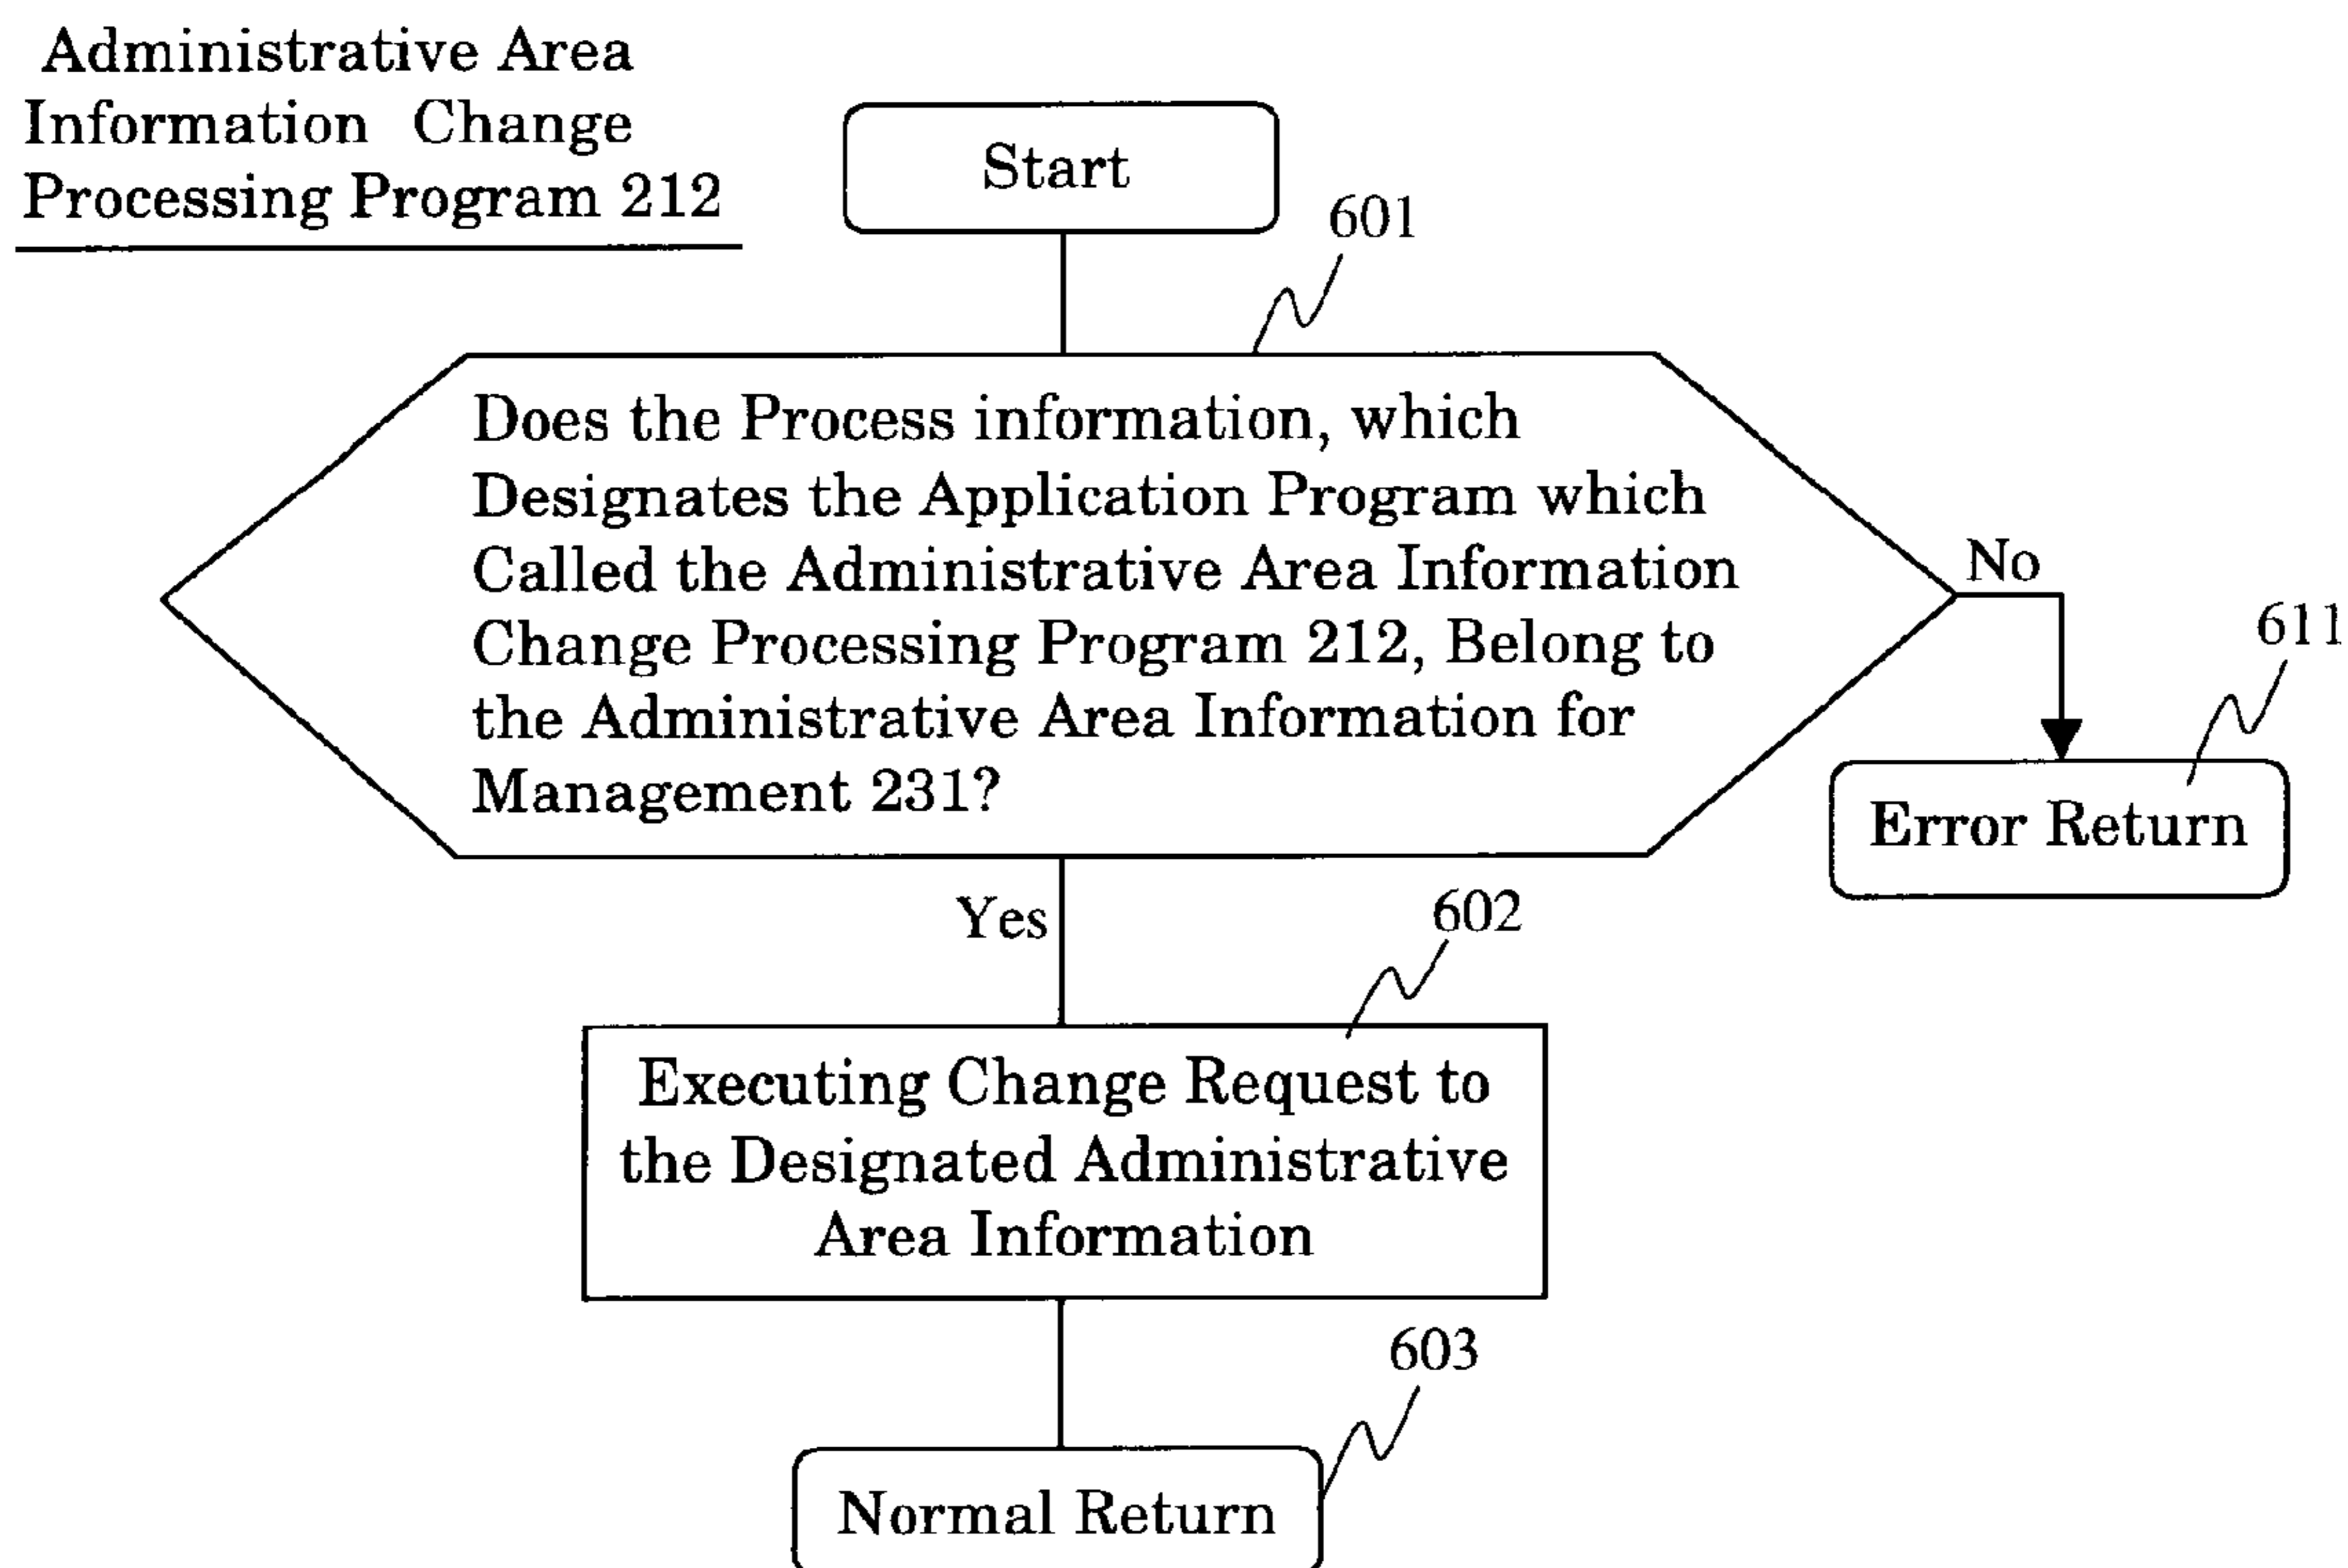 Administrative Area
Information Change
Processing Program 212
Start
601
Does the Process information, which
Designates the Application Program which
Called the Administrative Area Information
Change Processing Program 212, Belong to
the Administrative Area Information for
Management 231?
No
611
Error Return
Yes
602
Executing Change Request to
the Designated Administrative
Area Information
603
Normal Return